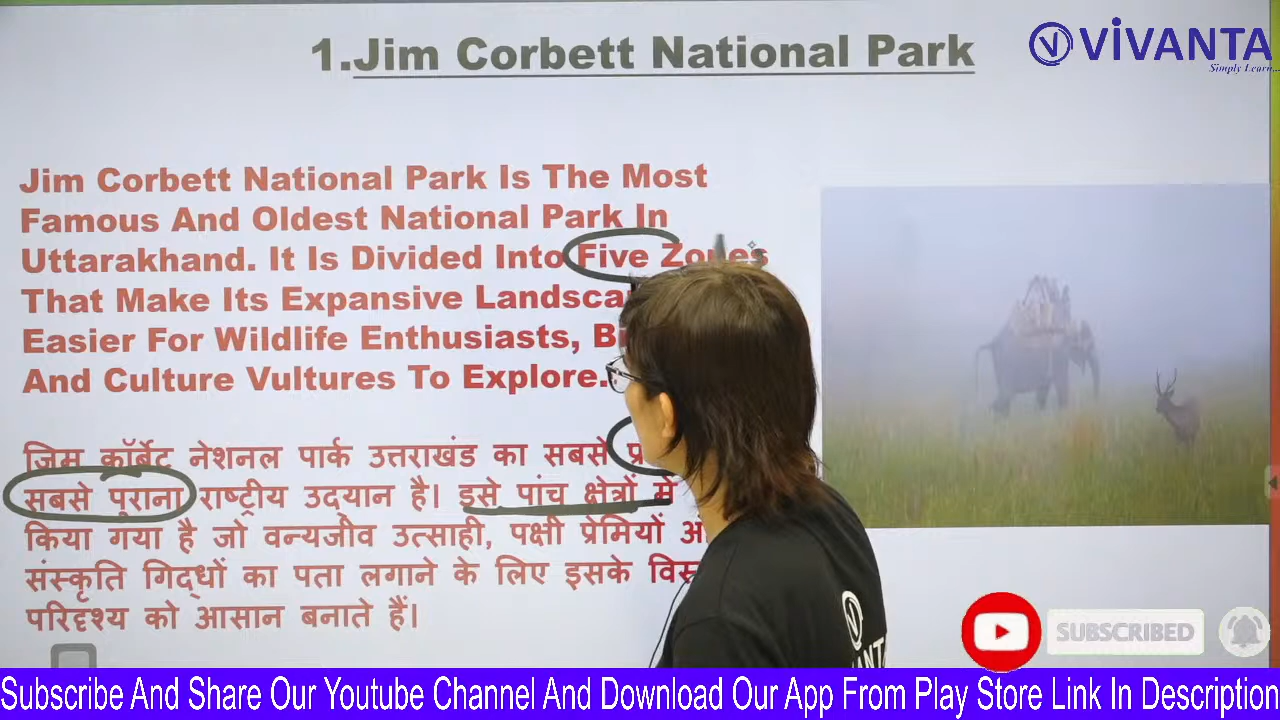 1.Jim Corbett National Park
VIVANTA
Simply Learn...
Jim Corbett National Park Is The Most
Famous And Oldest National Park In
Uttarakhand. It Is Divided Into Five Zones
That Make Its Expansive
Easier For Wildlife Enthusiasts,
And Culture Vultures To Explore.
जिम कॉर्बेट नेशनल पार्क उत्तराखंड का सबसे
सबसे पुराना राष्ट्रीय उद्यान है। इसे पांच क्षेत्रों में
किया गया है जो वन्यजीव उत्साही, पक्षी प्रेमियों
संस्कृति गिद्धों का पता लगाने के लिए इसके
परिदृश्य को आसान बनाते हैं।
SUBSCRIBED
Subscribe And Share Our Youtube Channel And Download Our App From Play Store Link In Description